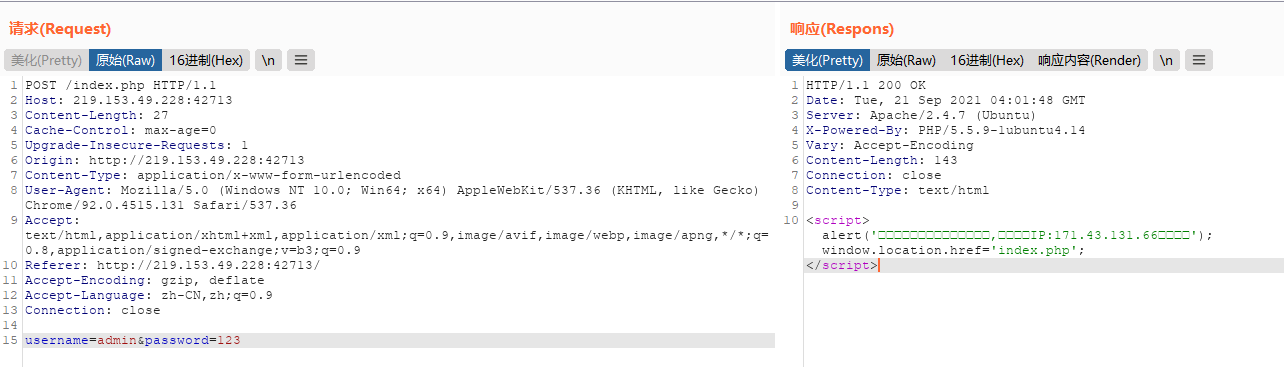 请求(Request)
美化(Pretty) 原始(Raw) 16进制(Hex) \n
1 POST /index.php HTTP/1.1
2 Host: 219.153.49.228:42713
3 Content-Length: 27
4 Cache-Control: max-age=0
5 Upgrade-Insecure-Requests: 1
6 Origin: http://219.153.49.228:42713
7 Content-Type: application/x-www-form-urlencoded
8 User-Agent: Mozilla/5.0 (Windows NT 10.0; Win64; x64) AppleWebKit/537.36 (KHTML, like Gecko)
Chrome/92.0.4515.131 Safari/537.36
9 Accept:
text/html,application/xhtml+xml,application/xml;q=0.9,image/avif,image/webp,image/apng,*/*;q=
0.8,application/signed-exchange;v=b3;q=0.9
10 Referer: http://219.153.49.228:42713/
11 Accept-Encoding: gzip, deflate
12 Accept-Language: zh-CN,zh;q=0.9
13 Connection: close
14
15 username=admin&password=123
响应(Respons)
美化(Pretty) 原始(Raw) 16进制(Hex) 响应内容(Render) \n
1 HTTP/1.1 200 OK
2 Date: Tue, 21 Sep 2021 04:01:48 GMT
3 Server: Apache/2.4.7 (Ubuntu)
4 X-Powered-By: PHP/5.5.9-1ubuntu4.14
5 Vary: Accept-Encoding
6 Content-Length: 143
7 Connection: close
8 Content-Type: text/html
9
10 <script>
alert('□□□□□□□□□□□□□□,□□□□IP:171.43.131.66□□□□');
window.location.href='index.php';
</script>